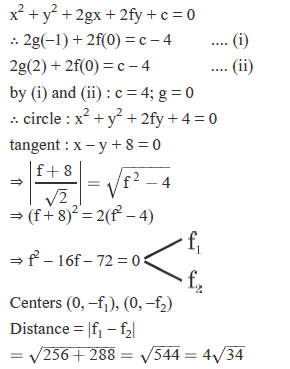 x² + y² + 2gx + 2fy + c = 0
∴ 2g(−1) + 2f(0) = c − 4 .... (i)
2g(2) + 2f(0) = c − 4 .... (ii)
by (i) and (ii) : c = 4; g = 0
∴ circle : x² + y² + 2fy + 4 = 0
tangent : x − y + 8 = 0
⇒ |f + 8 / √2| = √(f² − 4)
⇒ (f + 8)² = 2(f² − 4)
⇒ f² − 16f − 72 = 0 < f₁ f₂
Centers (0, −f₁), (0, −f₂)
Distance = |f₁ − f₂|
= √256 + 288 = √544 = 4√34